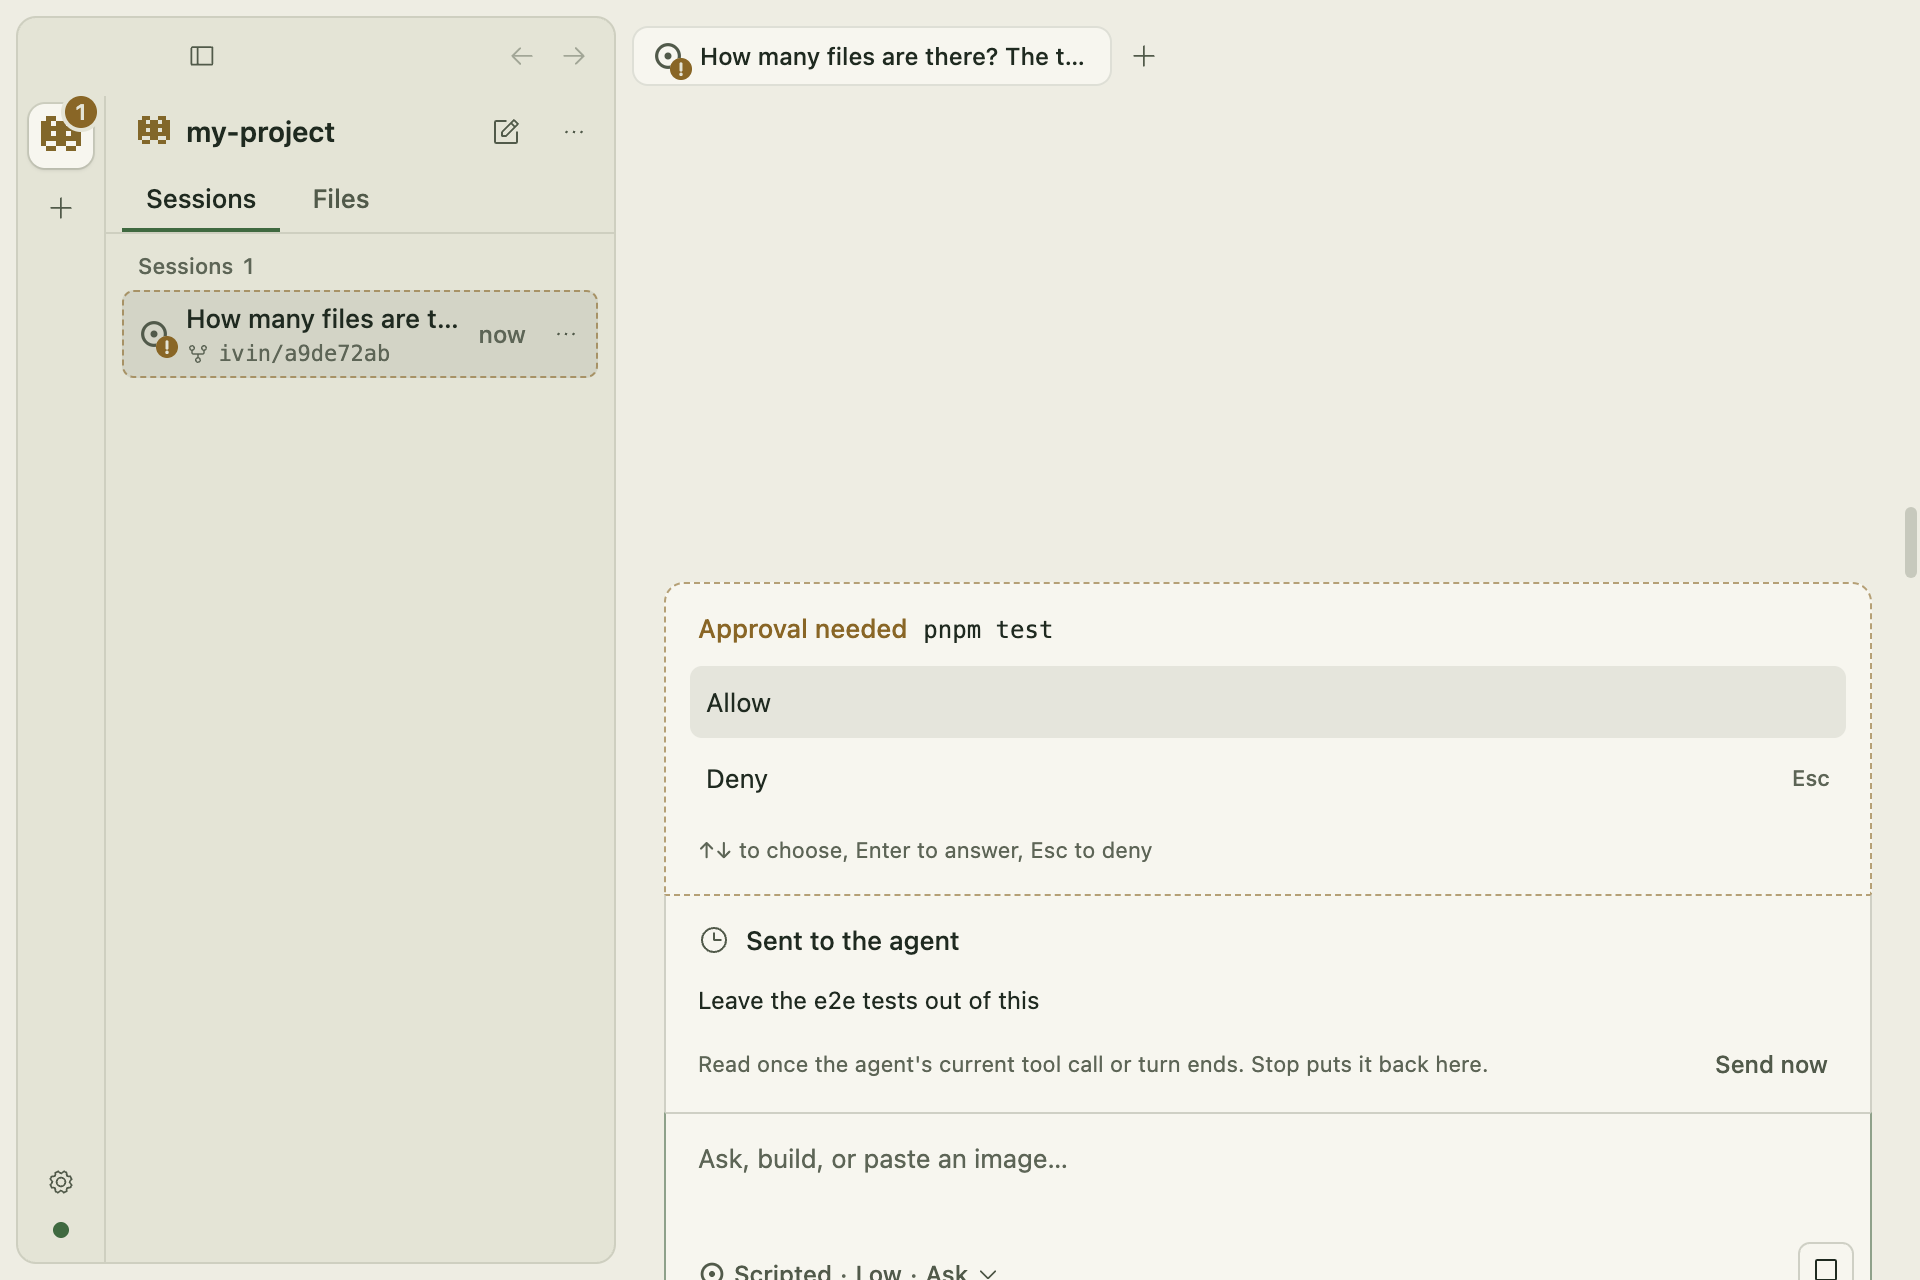 How many files are there? The t...
1
my-project
Sessions
Files
Sessions 1
How many files are t...
now
ivin/a9de72ab
Approval needed pnpm test
Allow
Deny
Esc
↑↓ to choose, Enter to answer, Esc to deny
Sent to the agent
Leave the e2e tests out of this
Read once the agent's current tool call or turn ends. Stop puts it back here.
Send now
Ask, build, or paste an image...
Scripted · Low · Ask